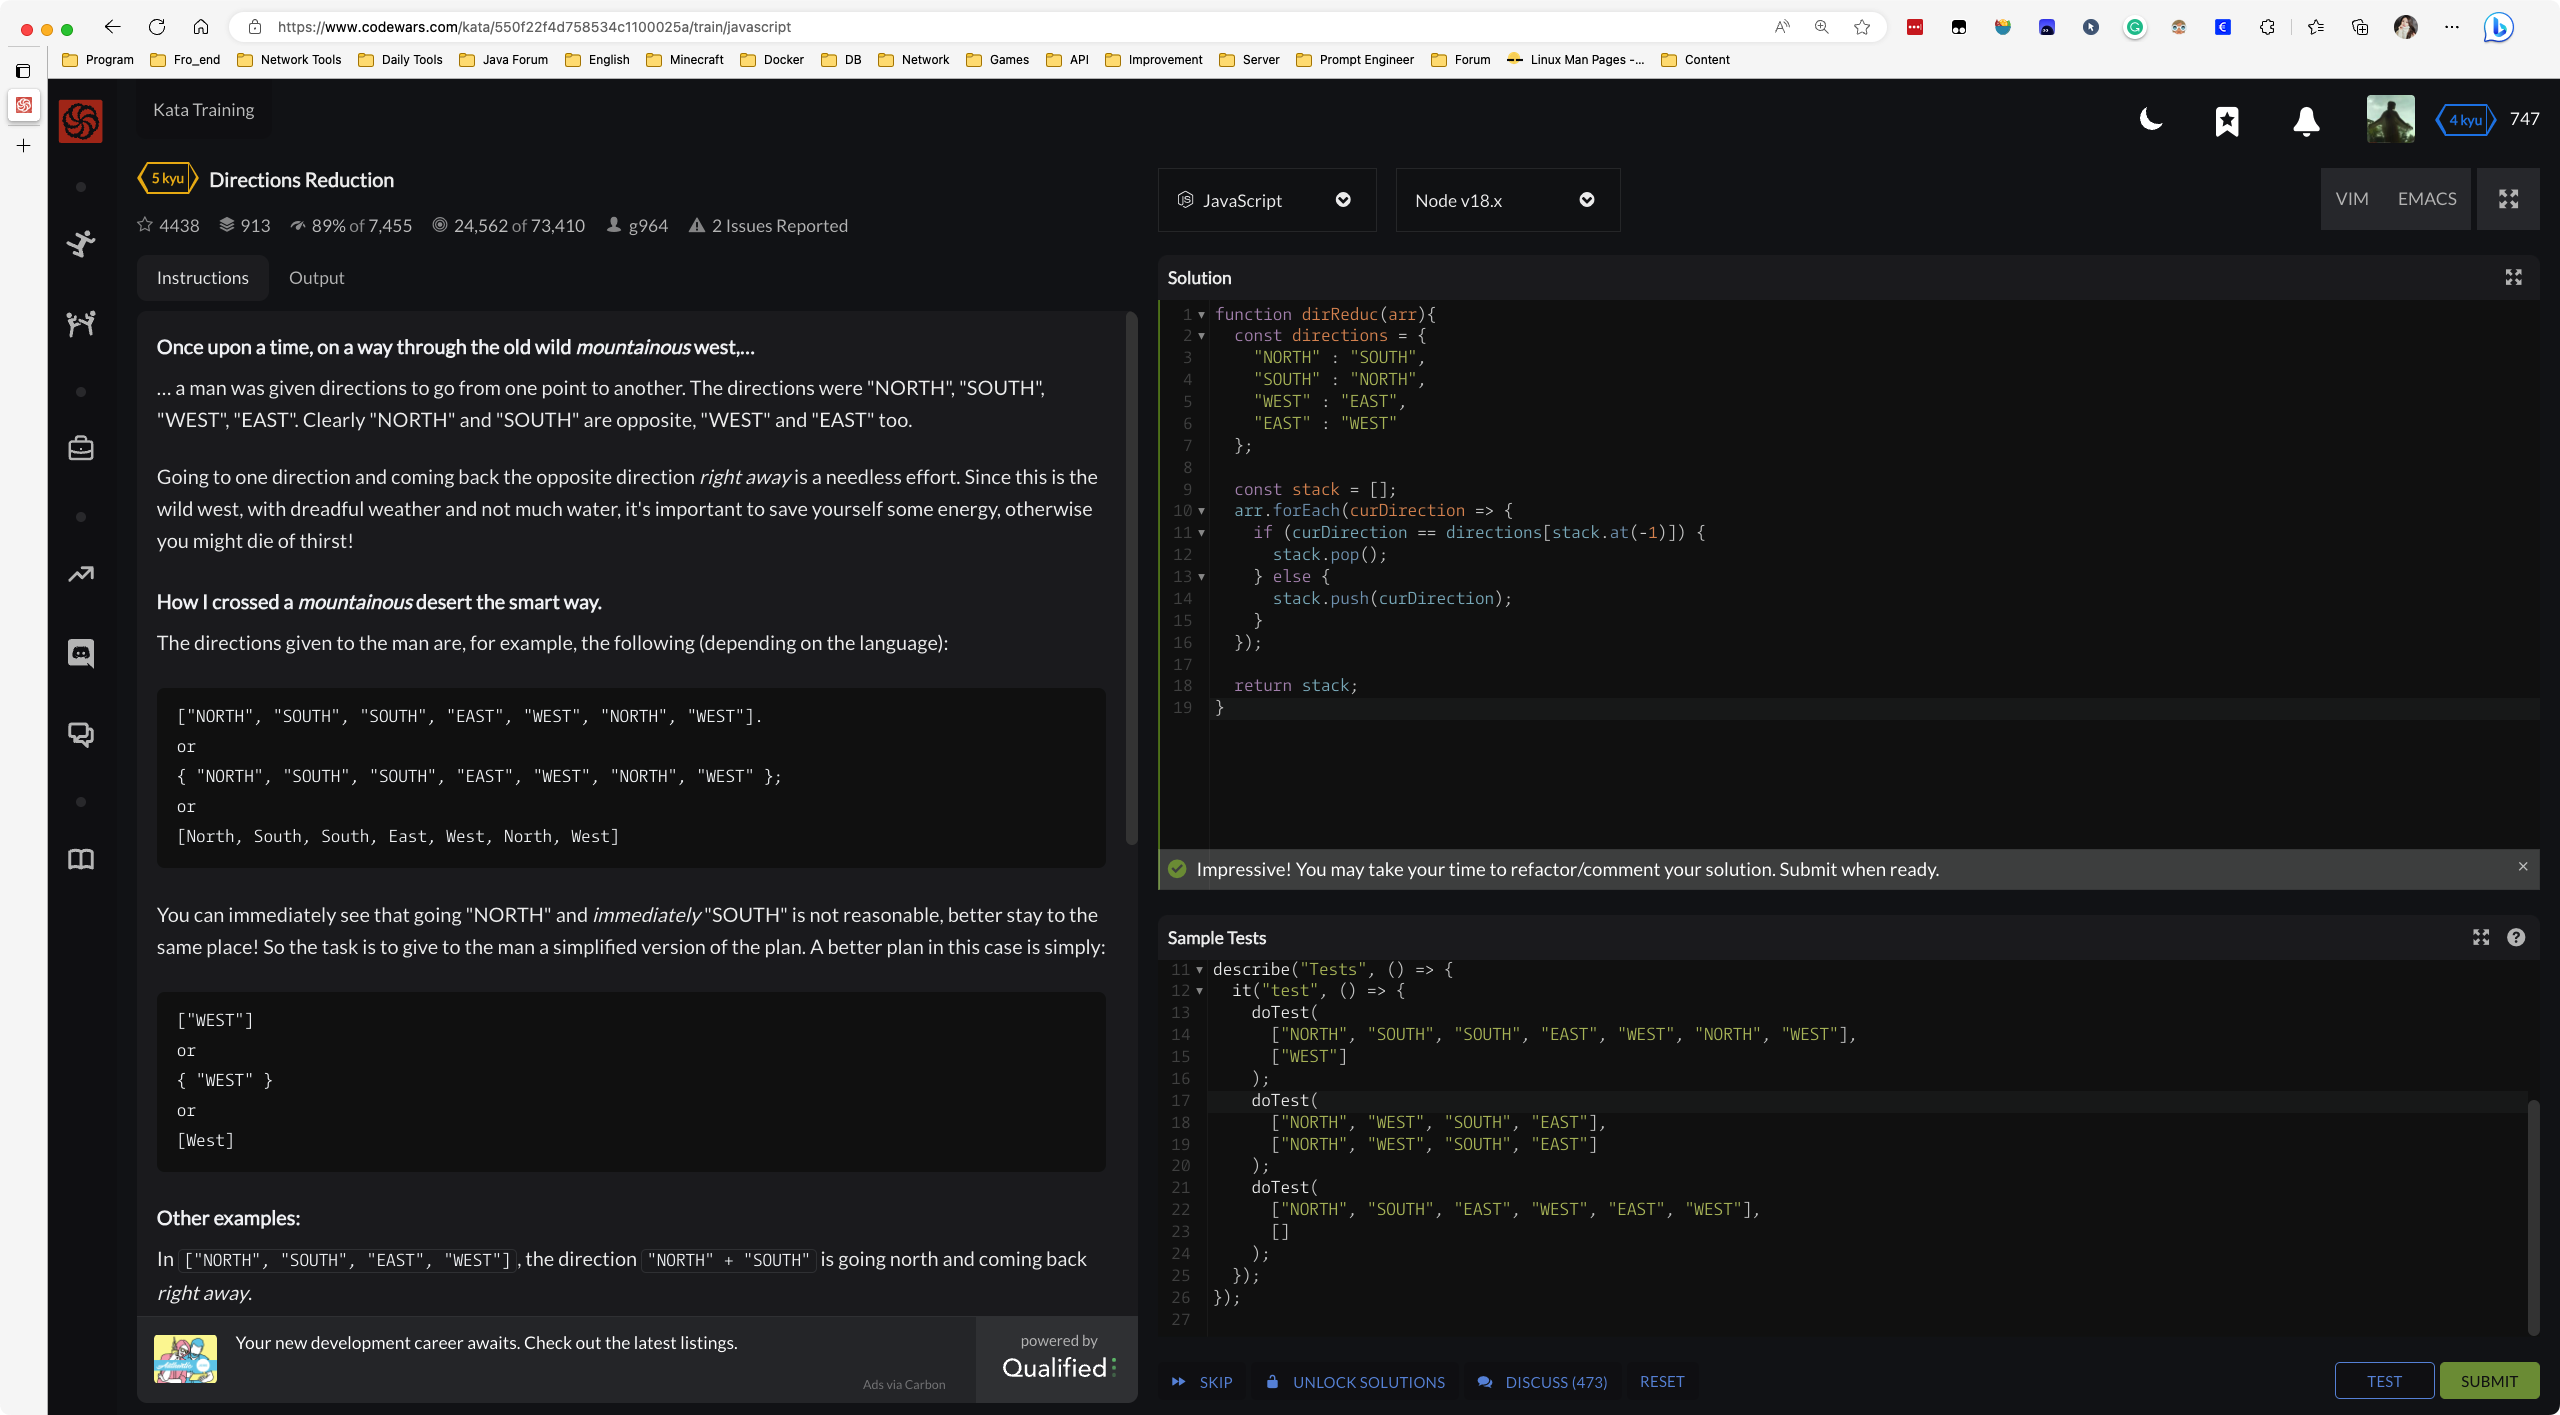 https://www.codewars.com/kata/550f22f4d758534c1100025a/train/javascript
Program Fro_end Network Tools Daily Tools Java Forum English Minecraft Docker DB Network Games API Improvement Server Prompt Engineer Forum Linux Man Pages -... Content
Kata Training
4 kyu 747
5 kyu Directions Reduction
4438 913 89% of 7,455 24,562 of 73,410 g964 2 Issues Reported
Instructions Output
Once upon a time, on a way through the old wild mountainous west,...
... a man was given directions to go from one point to another. The directions were "NORTH", "SOUTH",
"WEST", "EAST". Clearly "NORTH" and "SOUTH" are opposite, "WEST" and "EAST" too.
Going to one direction and coming back the opposite direction right away is a needless effort. Since this is the
wild west, with dreadful weather and not much water, it's important to save yourself some energy, otherwise
you might die of thirst!
How I crossed a mountainous desert the smart way.
The directions given to the man are, for example, the following (depending on the language):
["NORTH", "SOUTH", "SOUTH", "EAST", "WEST", "NORTH", "WEST"].
or
{ "NORTH", "SOUTH", "SOUTH", "EAST", "WEST", "NORTH", "WEST" };
or
[North, South, South, East, West, North, West]
You can immediately see that going "NORTH" and immediately "SOUTH" is not reasonable, better stay to the
same place! So the task is to give to the man a simplified version of the plan. A better plan in this case is simply:
["WEST"]
or
{ "WEST" }
or
[West]
Other examples:
In ["NORTH", "SOUTH", "EAST", "WEST"], the direction "NORTH" + "SOUTH" is going north and coming back
right away.
Your new development career awaits. Check out the latest listings.
Ads via Carbon
powered by
Qualified
JavaScript Node v18.x VIM EMACS
Solution
1 function dirReduc(arr){
2 const directions = {
3 "NORTH" : "SOUTH",
4 "SOUTH" : "NORTH",
5 "WEST" : "EAST",
6 "EAST" : "WEST"
7 };
8
9 const stack = [];
10 arr.forEach(curDirection => {
11 if (curDirection == directions[stack.at(-1)]) {
12 stack.pop();
13 } else {
14 stack.push(curDirection);
15 }
16 });
17
18 return stack;
19 }
Impressive! You may take your time to refactor/comment your solution. Submit when ready.
Sample Tests
11 describe("Tests", () => {
12 it("test", () => {
13 doTest(
14 ["NORTH", "SOUTH", "SOUTH", "EAST", "WEST", "NORTH", "WEST"],
15 ["WEST"]
16 );
17 doTest(
18 ["NORTH", "WEST", "SOUTH", "EAST"],
19 ["NORTH", "WEST", "SOUTH", "EAST"]
20 );
21 doTest(
22 ["NORTH", "SOUTH", "EAST", "WEST", "EAST", "WEST"],
23 []
24 );
25 });
26 });
27
SKIP UNLOCK SOLUTIONS DISCUSS (473) RESET TEST SUBMIT